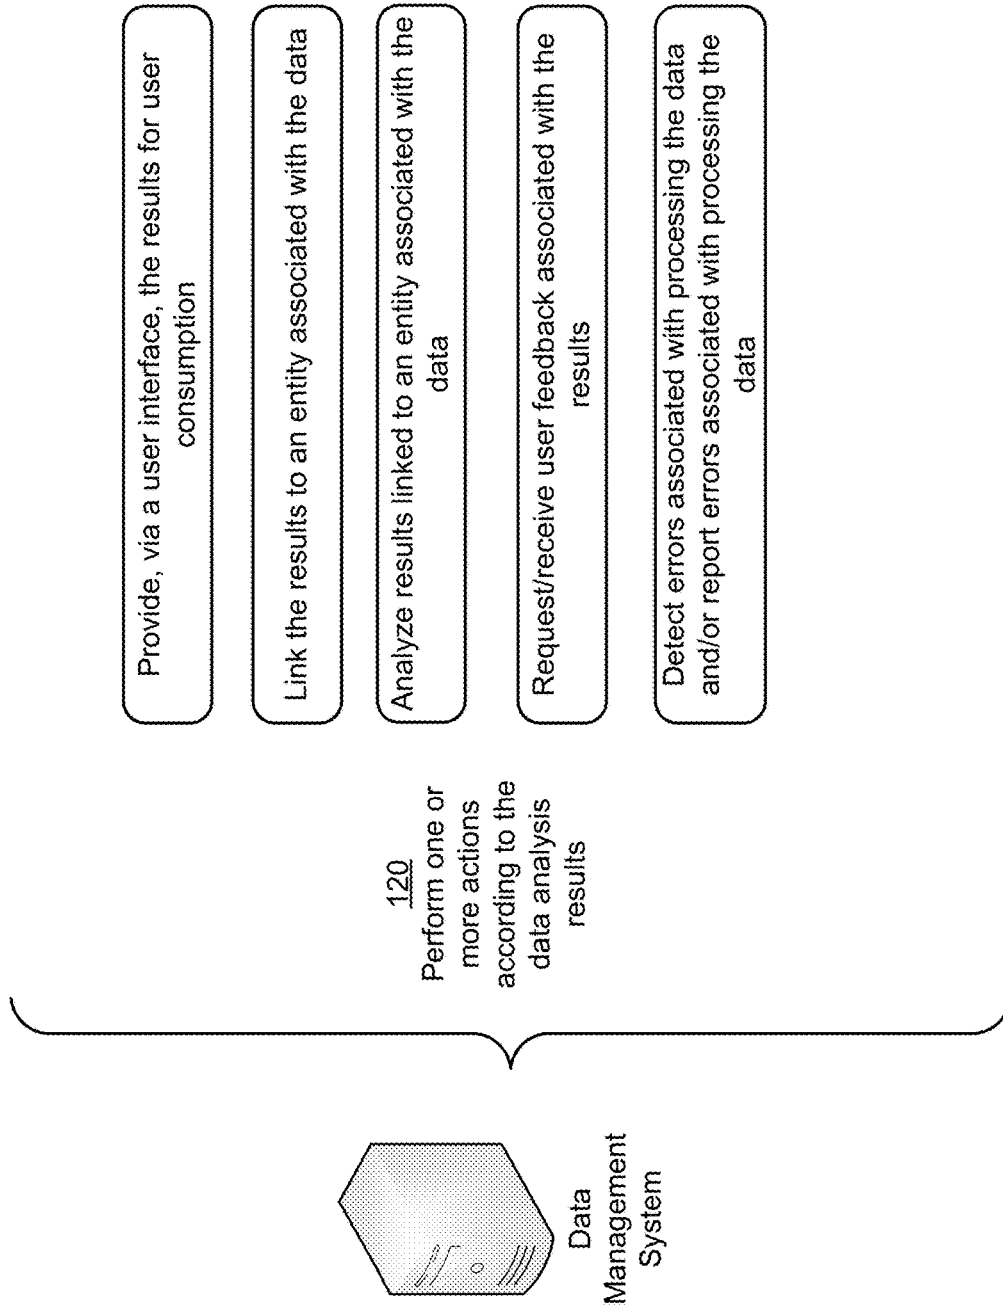 Data
Management
System
120
Perform one or
more actions
according to the
data analysis
results
Provide, via a user interface, the results for user
consumption
Link the results to an entity associated with the data
Analyze results linked to an entity associated with the
data
Request/receive user feedback associated with the
results
Detect errors associated with processing the data
and/or report errors associated with processing the
data